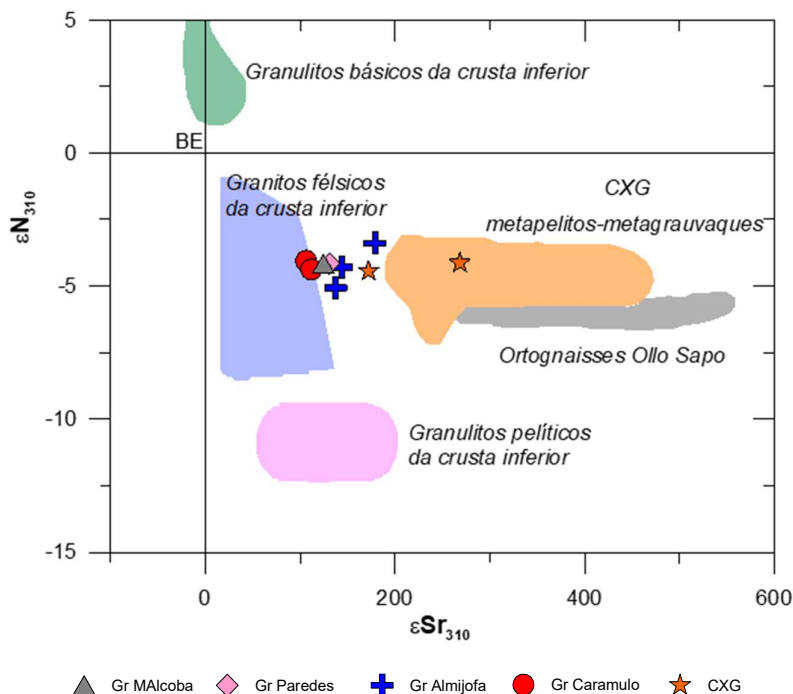 5
Granulitos básicos da crusta inferior
BE
0
Granitos félsicos
da crusta inferior
CXG
metapelitos-metagrauvaques
εN310
-5
Ortognaisses Ollo Sapo
-10
Granulitos pelíticos
da crusta inferior
-15
0 200 400 600
εSr310
Gr MAlcoba Gr Paredes Gr Almijofa Gr Caramulo CXG